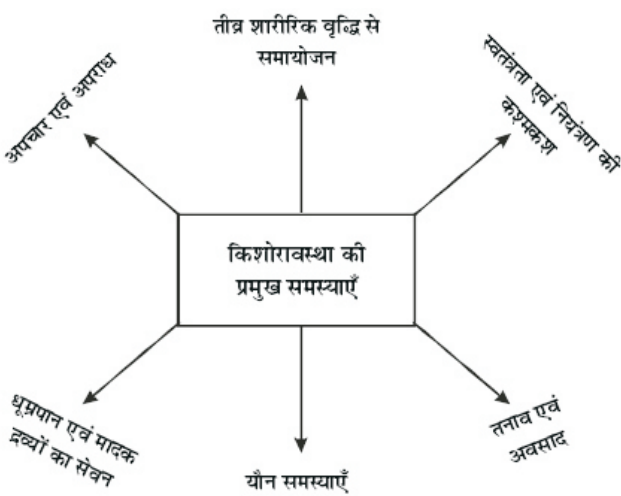 तीव्र शारीरिक वृद्धि से
समायोजन
स्वतंत्रता एवं नियंत्रण की
कश्मकश
अपचार एवं अपराध
किशोरावस्था की
प्रमुख समस्याएँ
धूम्रपान एवं मादक
द्रव्यों का सेवन
यौन समस्याएँ
तनाव एवं
अवसाद